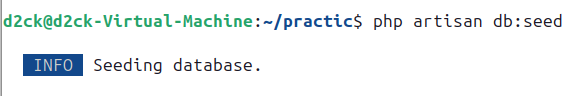 d2ck@d2ck-Virtual-Machine:~/practic$ php artisan db:seed
INFO Seeding database.